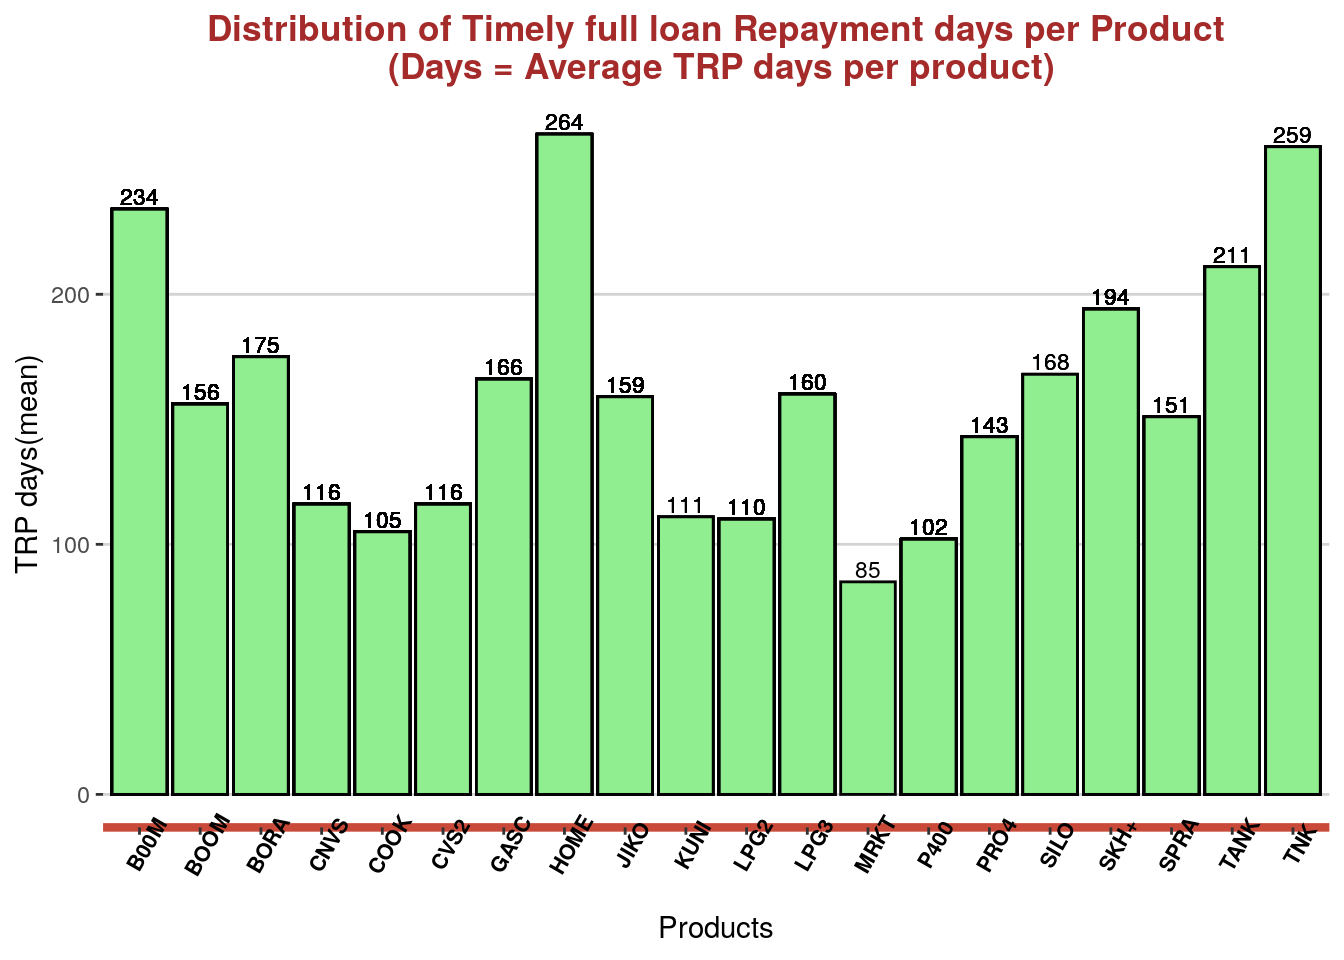 Distribution of Timely full loan Repayment days per Product
(Days = Average TRP days per product)
TRP days(mean)
200
100
0
234
156
175
116
105
116
166
264
159
111
110
160
85
102
143
168
194
151
211
259
B00M
BOOM
BORA
CNVS
COOK
CVS2
GASC
HOME
JIKO
KUNI
LPG2
LPG3
MRKT
P400
PRO4
SILO
SKH+
SPRA
TANK
TNK
Products